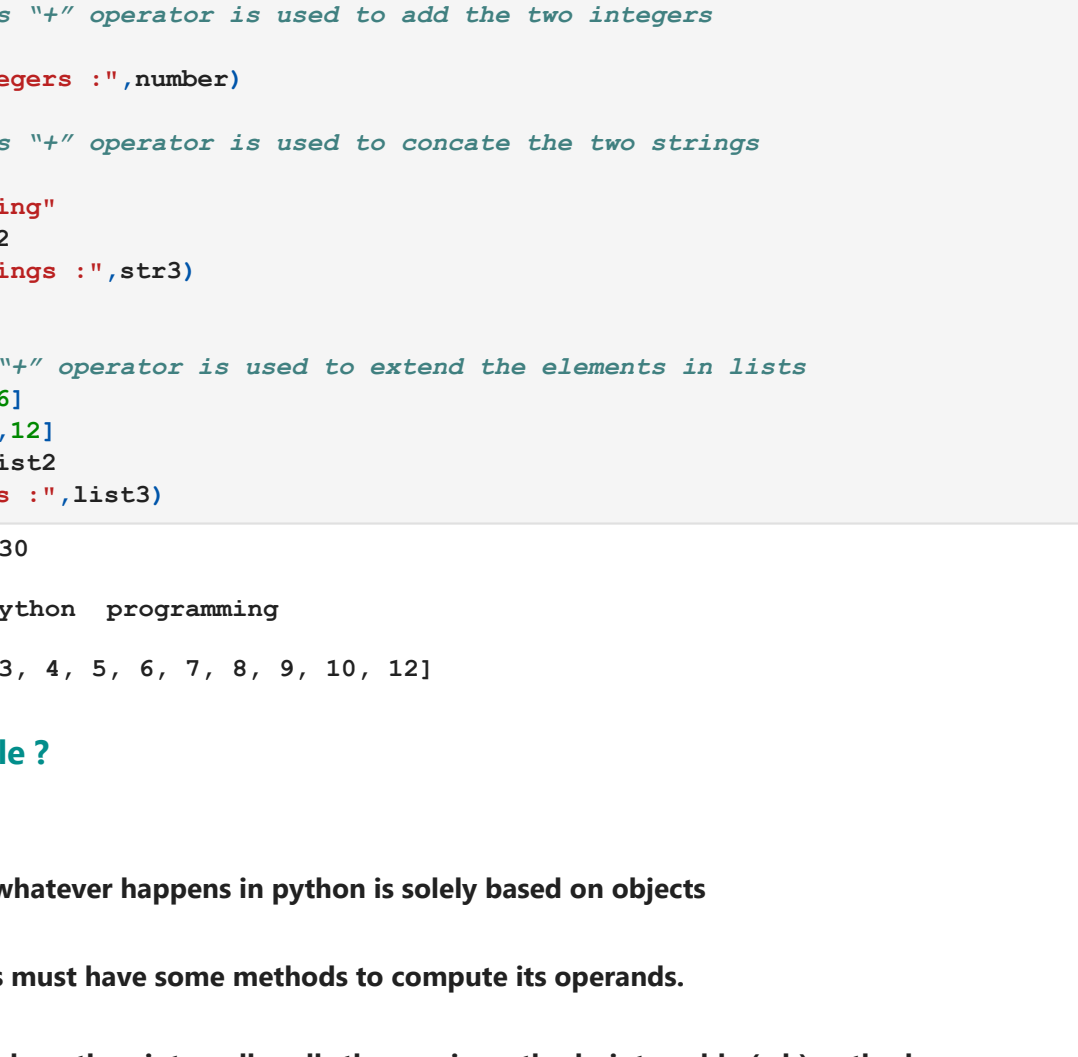 s “+” operator is used to add the two integers
egers :",number)
s “+” operator is used to concate the two strings
ing"
2
ings :",str3)
“+” operator is used to extend the elements in lists
6]
,12]
ist2
s :",list3)
30
ython  programming
3, 4, 5, 6, 7, 8, 9, 10, 12]
le ?
whatever happens in python is solely based on objects
s must have some methods to compute its operands.